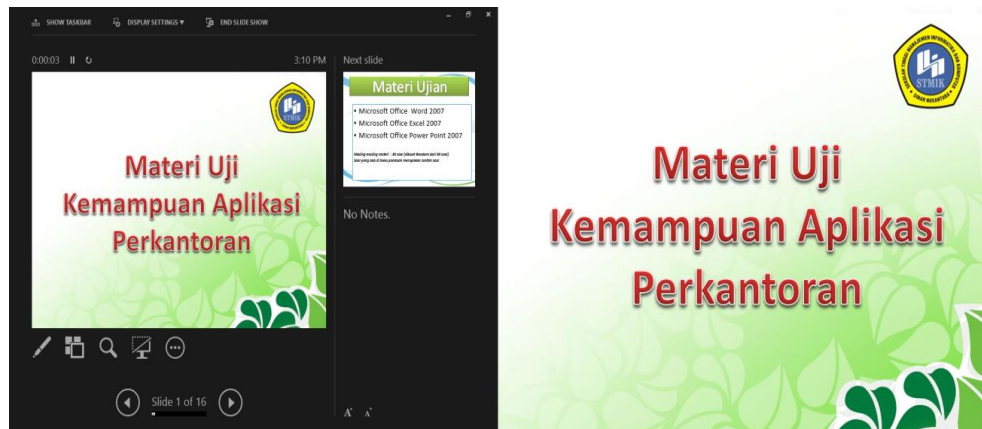 SHOW TASKBAR DISPLAY SETTINGS ▼ END SLIDE SHOW
0:00:03 3:10 PM
STMIK
Materi Uji
Kemampuan Aplikasi
Perkantoran
Slide 1 of 16
Next slide
Materi Ujian
• Microsoft Office Word 2007
• Microsoft Office Excel 2007
• Microsoft Office Power Point 2007
No Notes.
A A
STMIK
Materi Uji
Kemampuan Aplikasi
Perkantoran